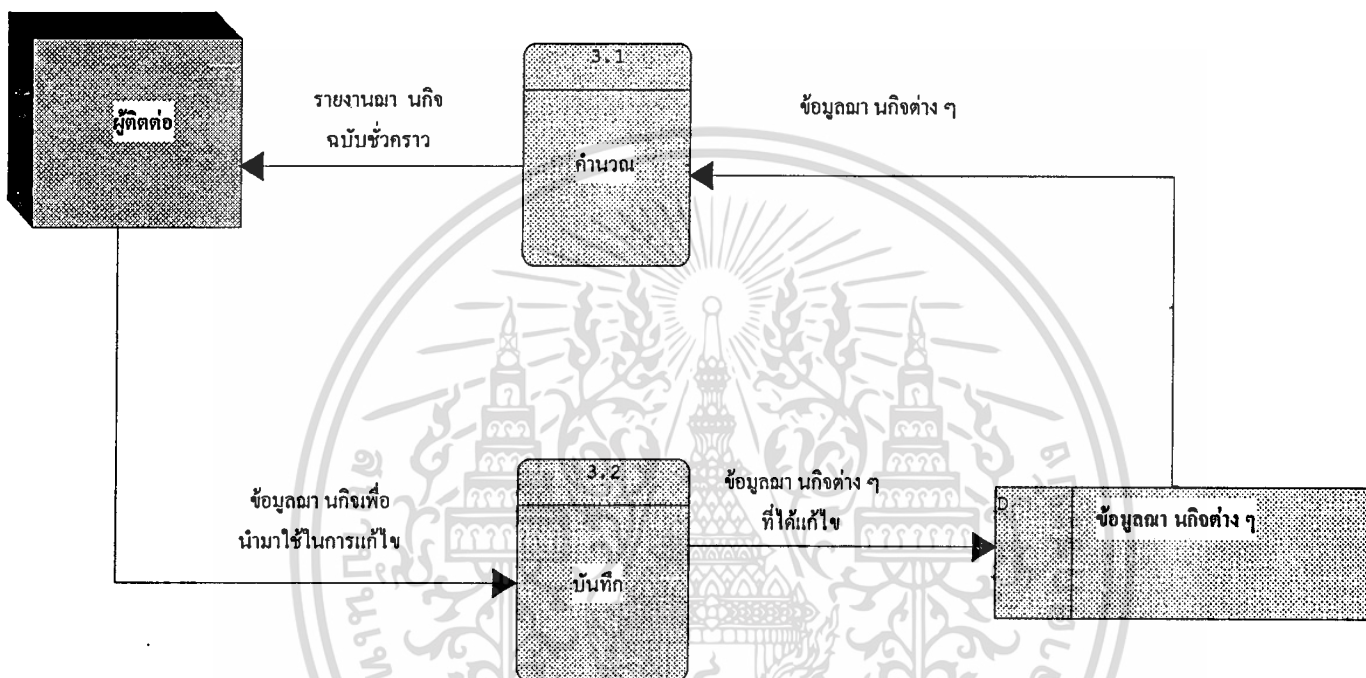 3.1
ผู้ติดต่อ
รายงานฌา นกิจ
ฉบับชั่วคราว
คำนวณ
ข้อมูลฌา นกิจต่าง ๆ
3.2
ข้อมูลฌา นกิจเพื่อ
นำมาใช้ในการแก้ไข
บันทึก
ข้อมูลฌา นกิจต่าง ๆ
ที่ได้แก้ไข
D
ข้อมูลฌา นกิจต่าง ๆ